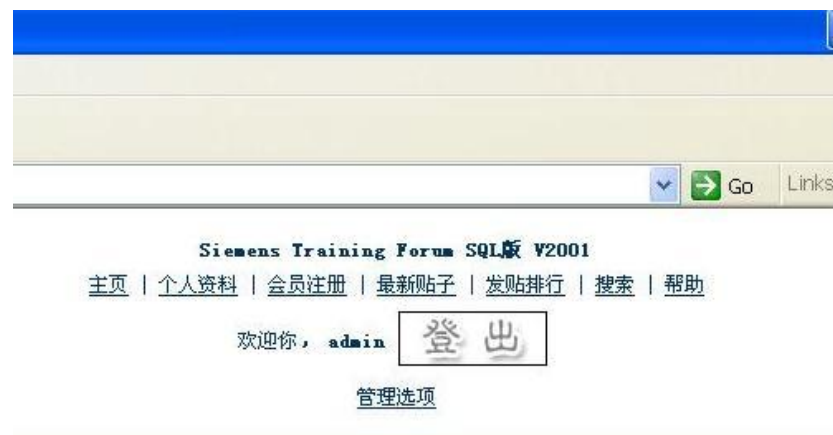 Go Links
Siemens Training Forum SQL版 V2001
主页 | 个人资料 | 会员注册 | 最新贴子 | 发贴排行 | 搜索 | 帮助
欢迎你, admin 登出
管理选项